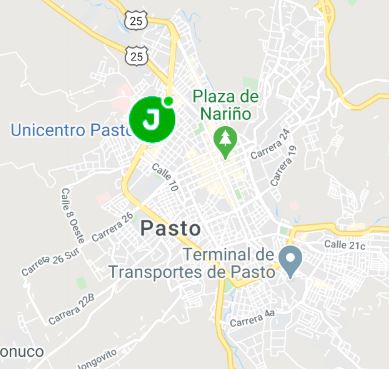 25
25
Plaza de
Nariño
J
Unicentro Pasto
Carrera 24
Carrera 19
Calle 10
Calle 8 Oeste
Carrera 26
Pasto
Calle 21c
Terminal de
Transportes de Pasto
Carrera 26 Sur
Carrera 22B
Carrera 4a
onuco
Jongovito